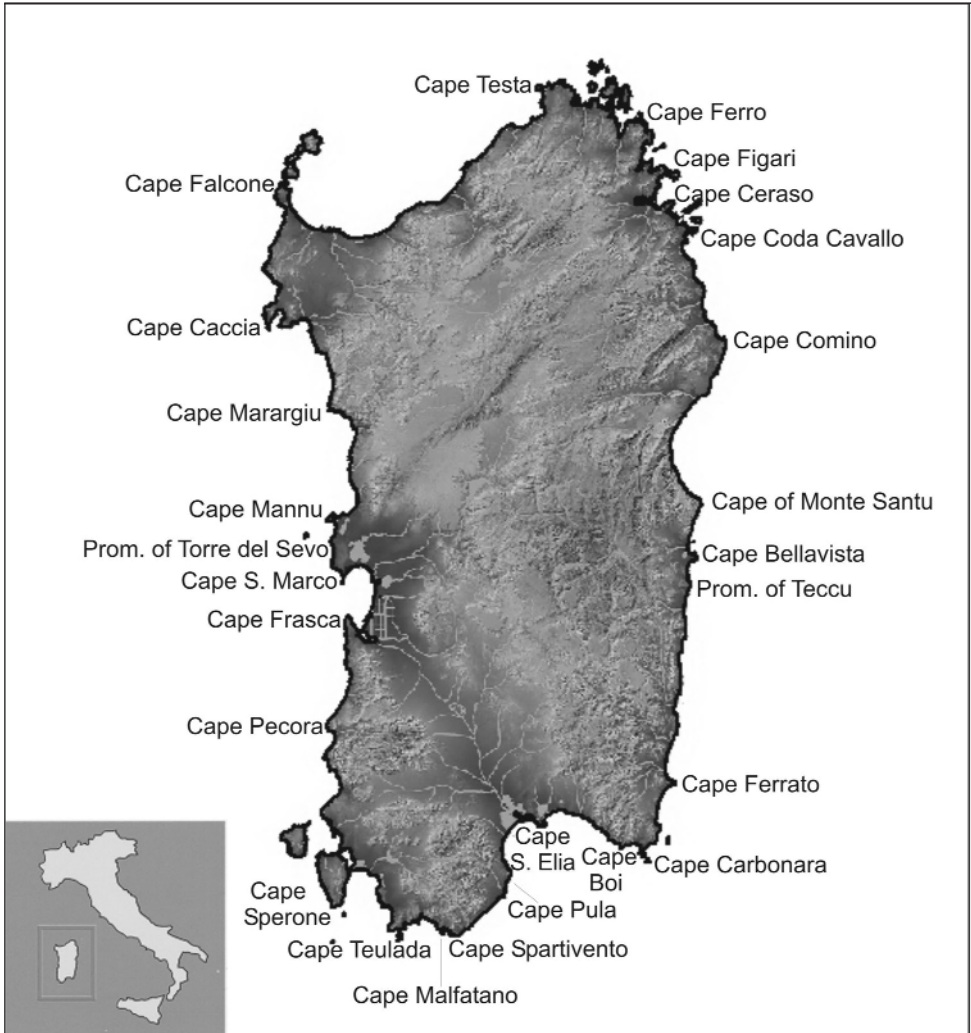 Cape Testa
Cape Ferro
Cape Figari
Cape Falcone
Cape Ceraso
Cape Coda Cavallo
Cape Caccia
Cape Comino
Cape Marargiu
Cape of Monte Santu
Cape Mannu
Prom. of Torre del Sevo
Cape Bellavista
Cape S. Marco
Prom. of Teccu
Cape Frasca
Cape Pecora
Cape Ferrato
Cape
S. Elia
Cape
Boi
Cape Carbonara
Cape
Sperone
Cape Pula
Cape Teulada
Cape Spartivento
Cape Malfatano